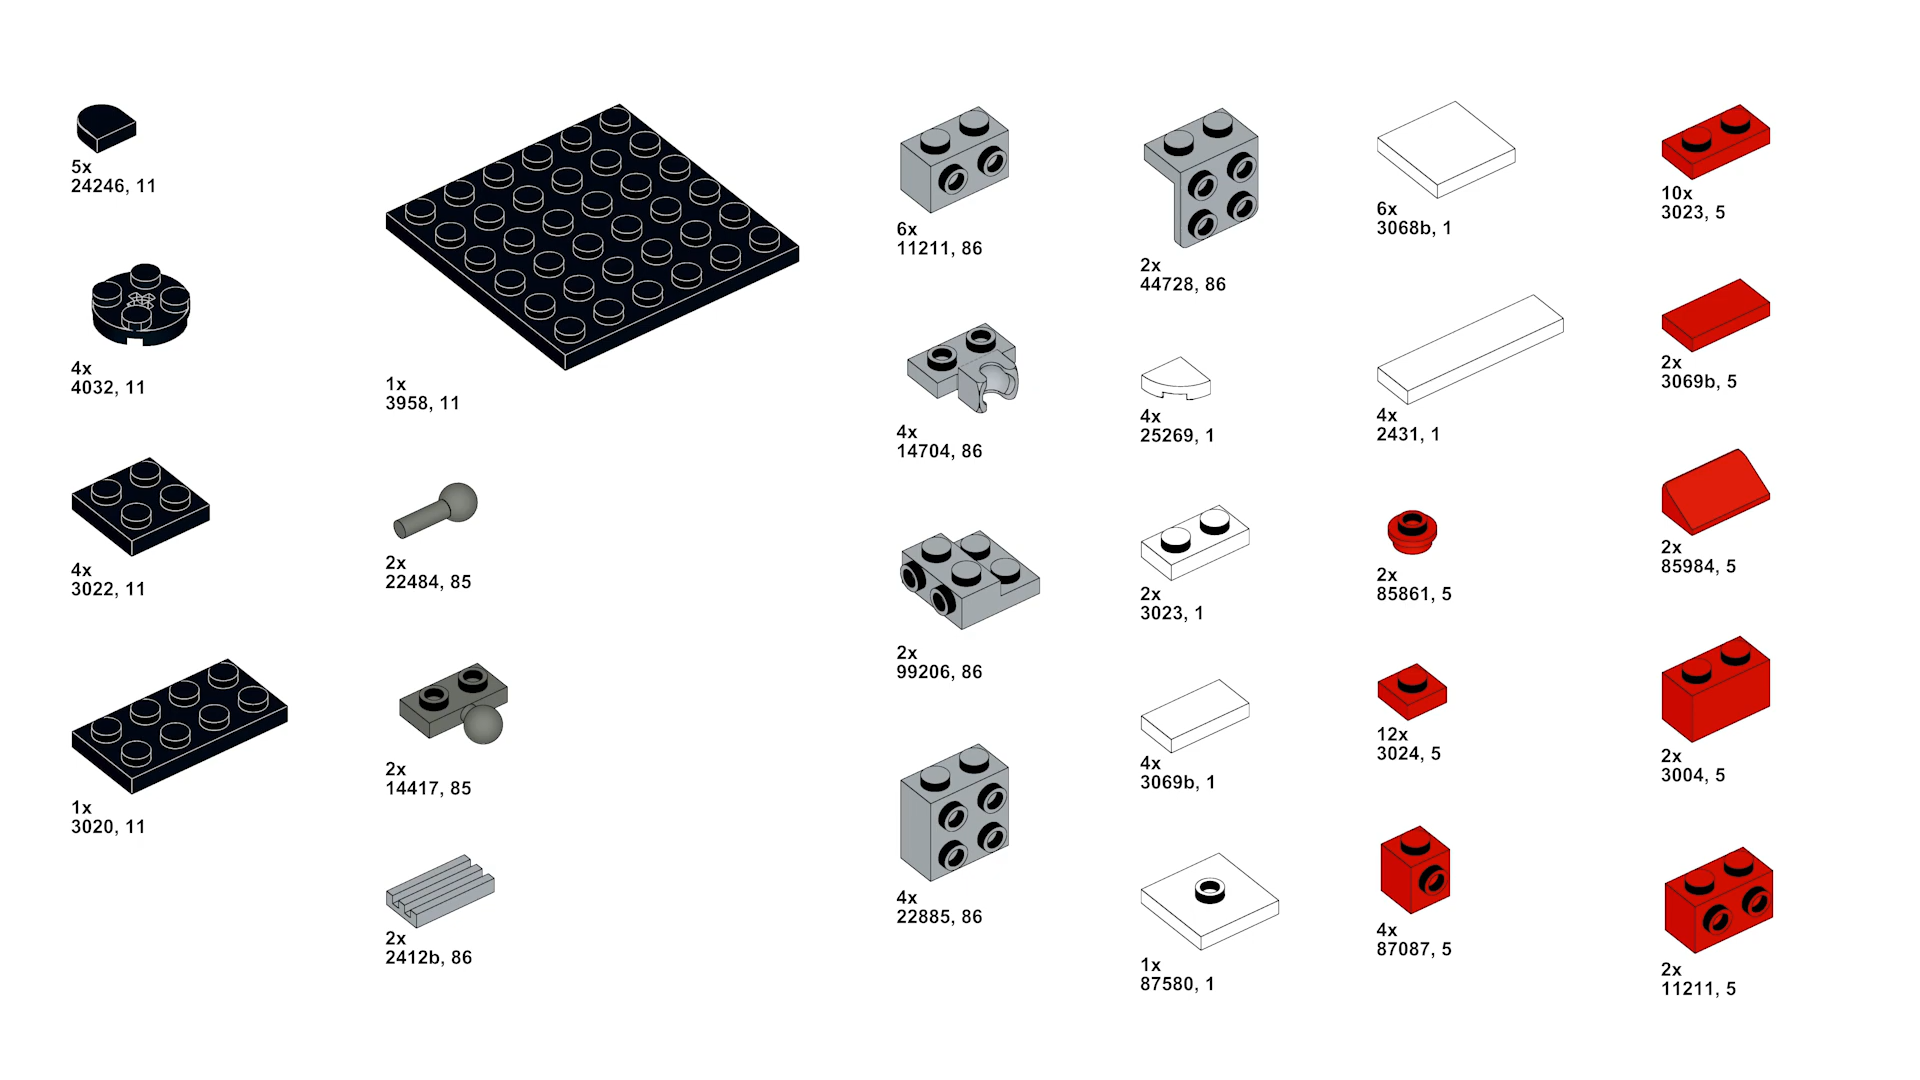 5x
24246, 11
4x
4032, 11
4x
3022, 11
1x
3020, 11
1x
3958, 11
2x
22484, 85
2x
14417, 85
2x
2412b, 86
6x
11211, 86
4x
14704, 86
2x
99206, 86
4x
22885, 86
2x
44728, 86
4x
25269, 1
2x
3023, 1
4x
3069b, 1
1x
87580, 1
6x
3068b, 1
4x
2431, 1
2x
85861, 5
12x
3024, 5
4x
87087, 5
10x
3023, 5
2x
3069b, 5
2x
85984, 5
2x
3004, 5
2x
11211, 5